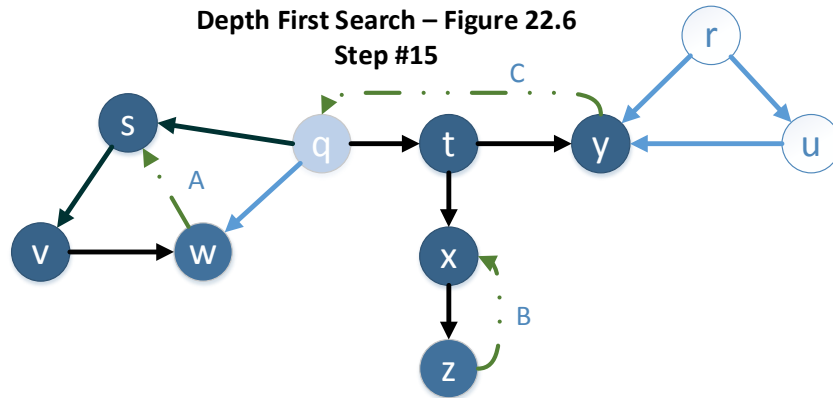 Depth First Search – Figure 22.6
Step #15
r
C
s
q
t
y
u
A
v
w
x
B
z